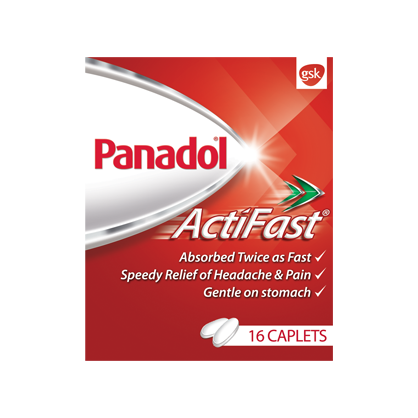 gsk
Panadol®
ActiFast®
Absorbed Twice as Fast ✓
Speedy Relief of Headache & Pain ✓
Gentle on stomach ✓
16 CAPLETS